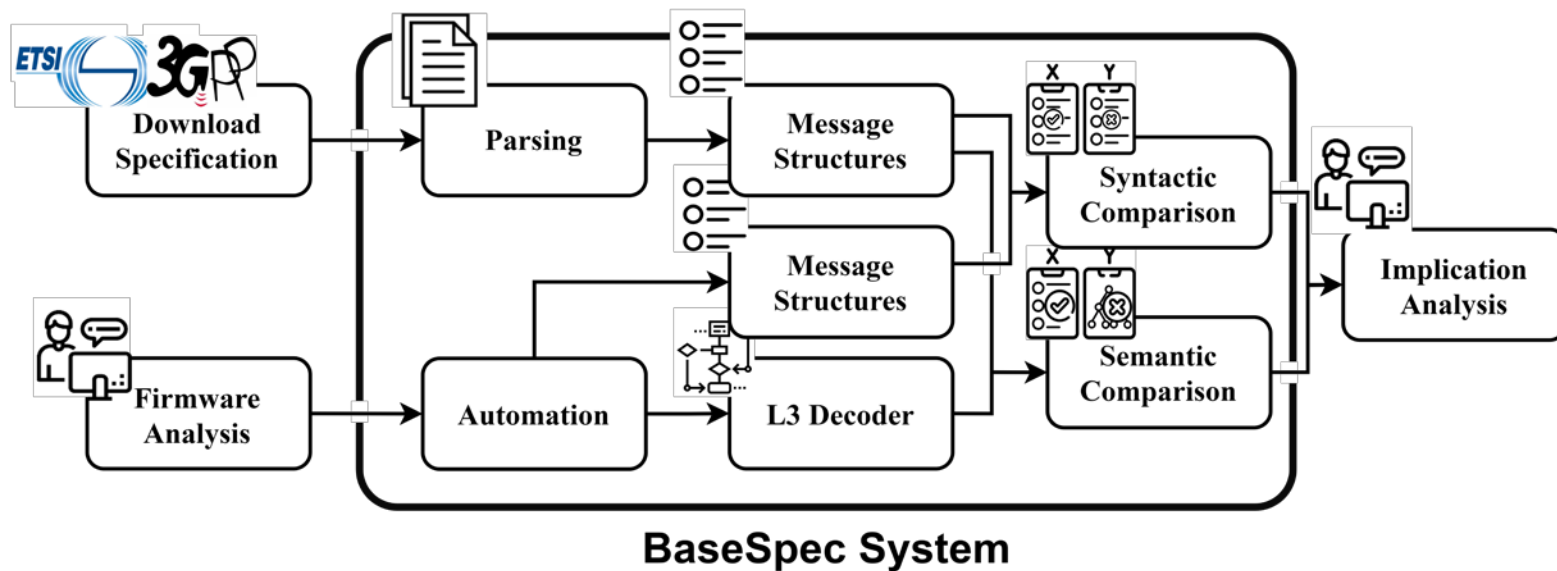 ETSI
3GPP
Download
Specification
Parsing
Message
Structures
X Y
Syntactic
Comparison
Message
Structures
X Y
Semantic
Comparison
Implication
Analysis
Firmware
Analysis
Automation
L3 Decoder
BaseSpec System